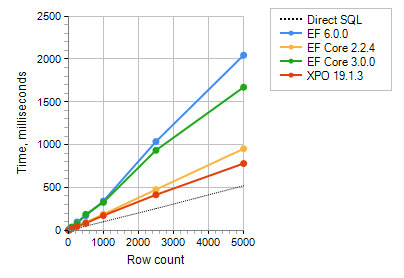 2500
2000
1500
1000
500
0
Time, milliseconds
0
1000
2000
3000
4000
5000
Row count
Direct SQL
EF 6.0.0
EF Core 2.2.4
EF Core 3.0.0
XPO 19.1.3